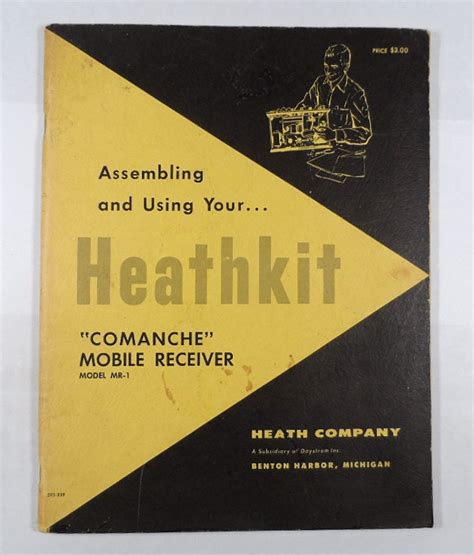 PRICE $2.00
Assembling
and Using Your...
Heathkit
"COMANCHE"
MOBILE RECEIVER
MODEL MR-1
HEATH COMPANY
A Subsidiary of Daystrom Inc.
BENTON HARBOR, MICHIGAN